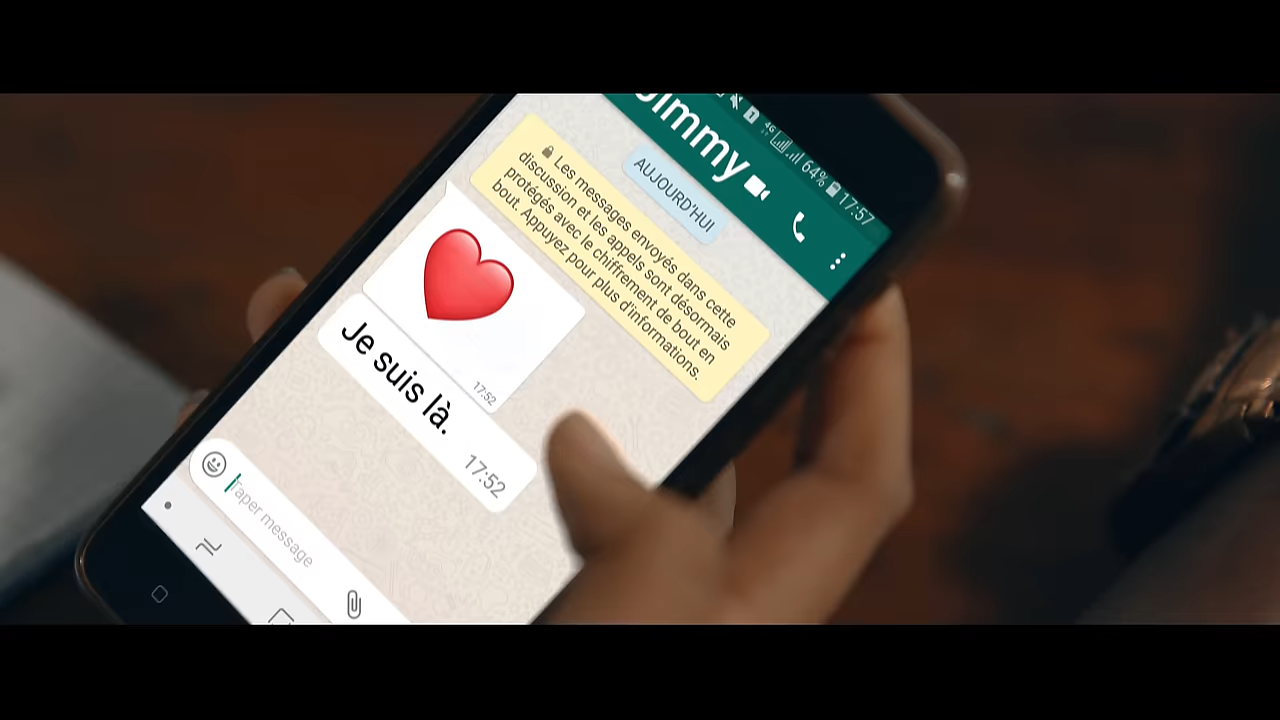 4G 64% 17:57
Jimmy
AUJOURD'HUI
Les messages envoyés dans cette
discussion et les appels sont désormais
protégés avec le chiffrement de bout en
bout. Appuyez pour plus d'informations.
17:52
Je suis là.
17:52
Taper message